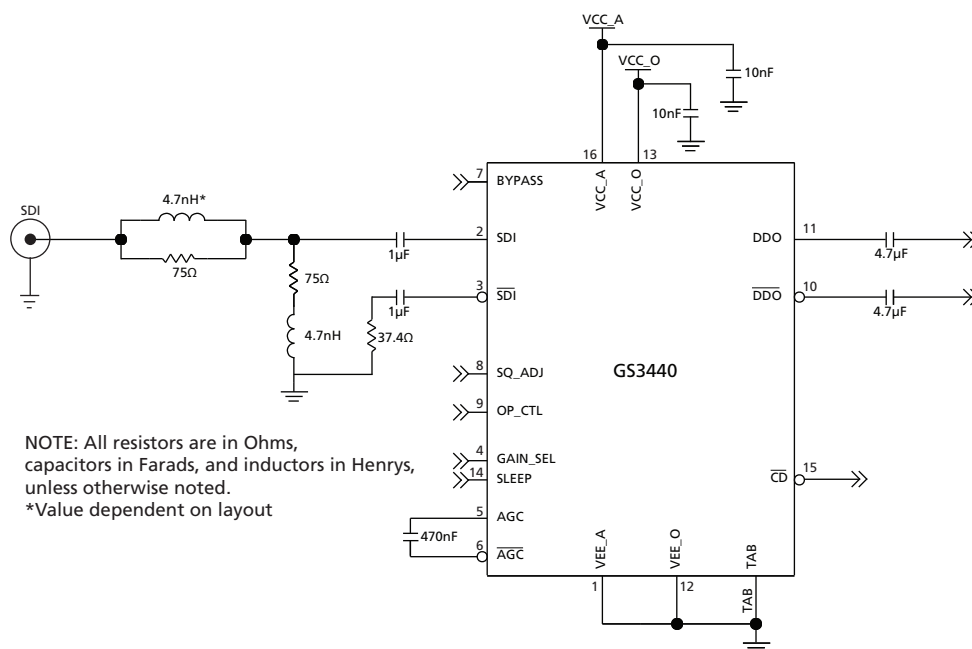 VCC_A
VCC_O
10nF
10nF
16
13
7
BYPASS
VCC_A
VCC_O
SDI
4.7nH*
75Ω
1µF
2
SDI
DDO
11
4.7µF
75Ω
3
SDI
1µF
DDO
10
4.7µF
4.7nH
37.4Ω
GS3440
8
SQ_ADJ
9
OP_CTL
NOTE: All resistors are in Ohms,
capacitors in Farads, and inductors in Henrys,
unless otherwise noted.
*Value dependent on layout
4
GAIN_SEL
14
SLEEP
CD
15
5
AGC
470nF
6
AGC
VEE_A
VEE_O
TAB
1
12
TAB